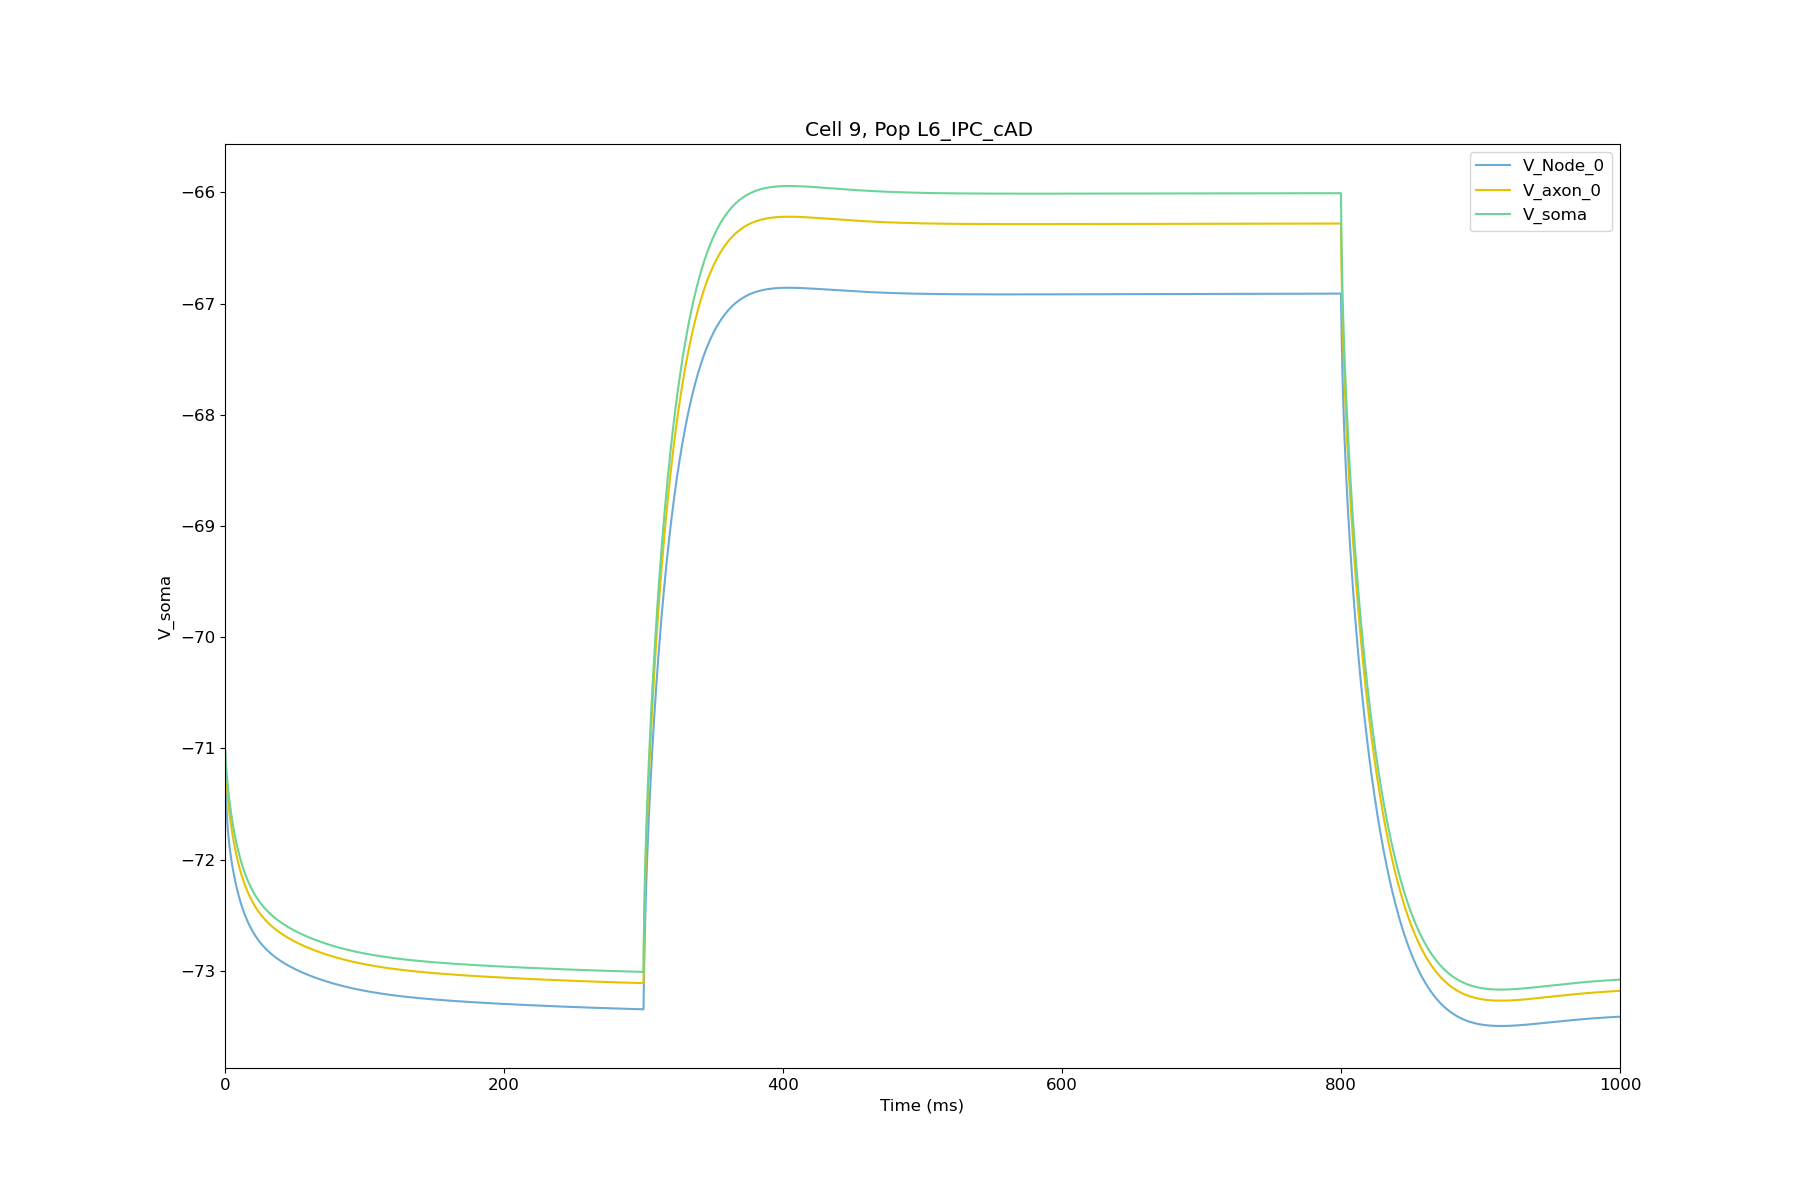 Cell 9, Pop L6_IPC_cAD
V_Node_0
V_axon_0
V_soma
−66
−67
−68
−69
−70
−71
−72
−73
V_soma
0 200 400 600 800 1000
Time (ms)